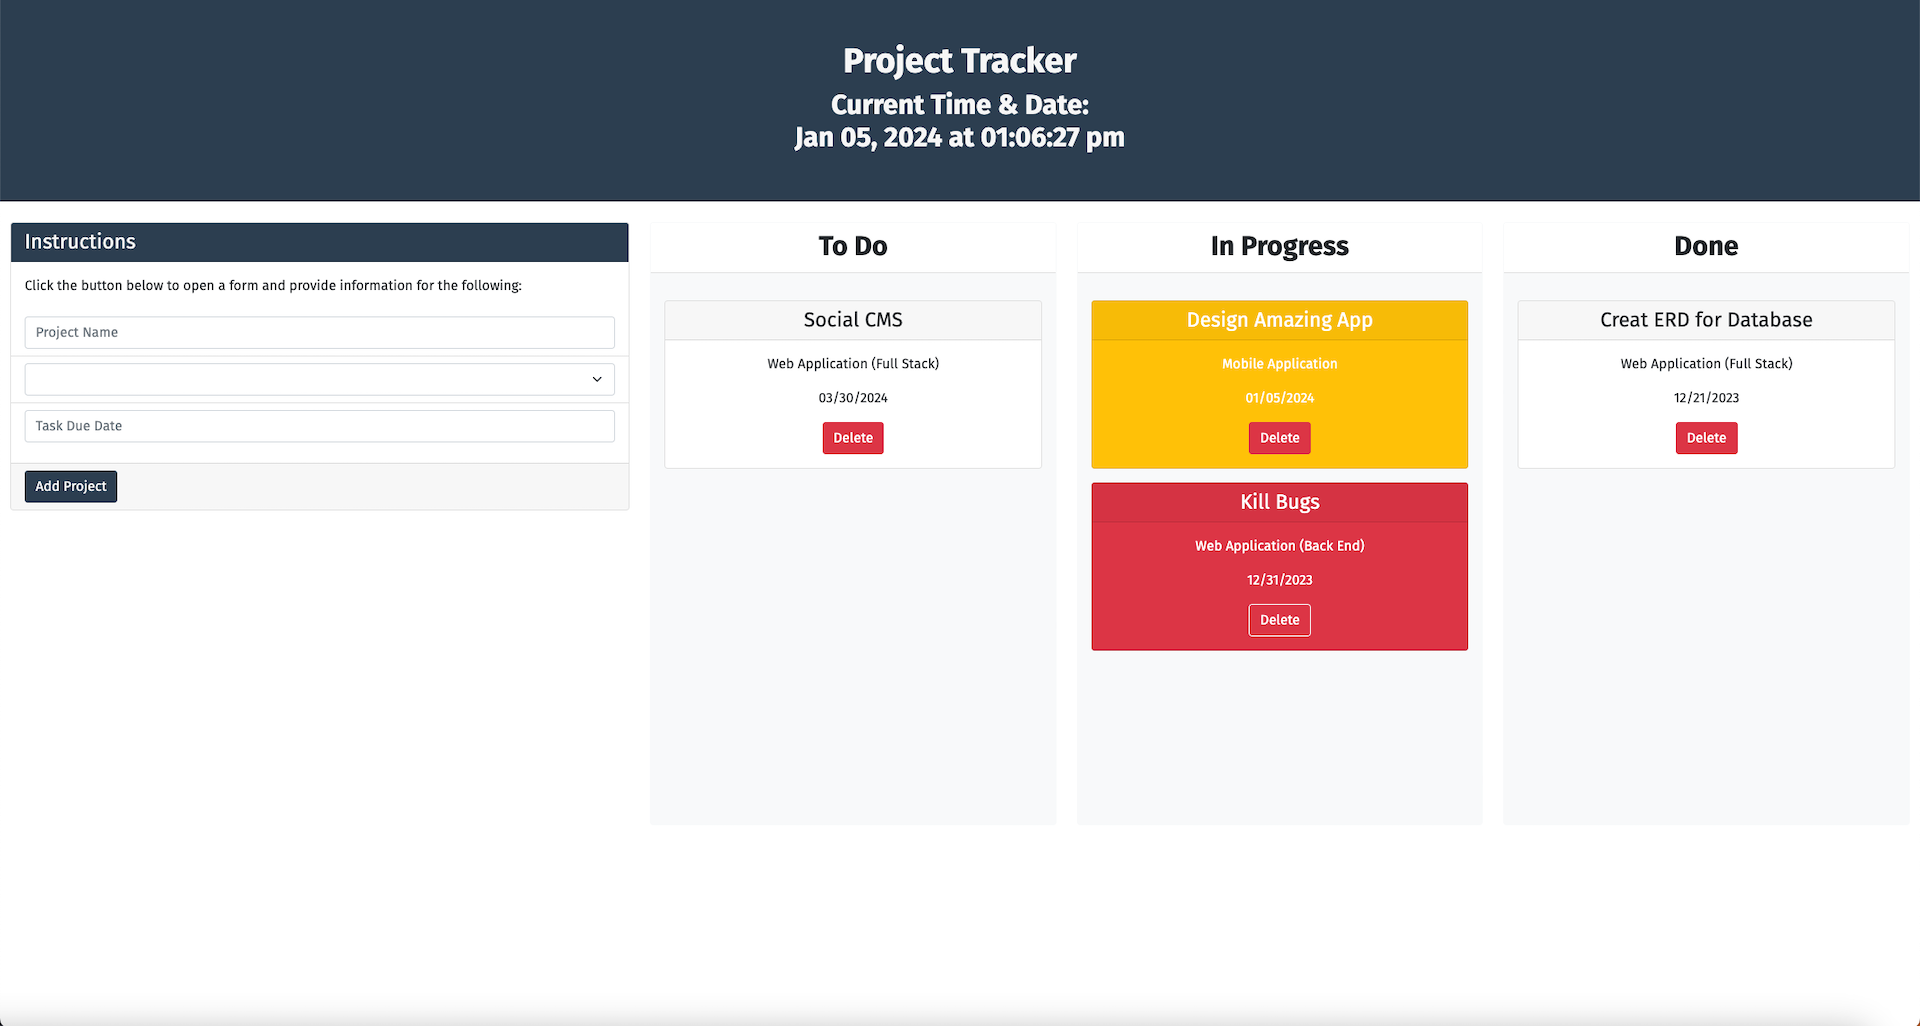 Project Tracker
Current Time & Date:
Jan 05, 2024 at 01:06:27 pm
Instructions
Click the button below to open a form and provide information for the following:
Project Name
Task Due Date
Add Project
To Do
Social CMS
Web Application (Full Stack)
03/30/2024
Delete
In Progress
Design Amazing App
Mobile Application
01/05/2024
Delete
Kill Bugs
Web Application (Back End)
12/31/2023
Delete
Done
Creat ERD for Database
Web Application (Full Stack)
12/21/2023
Delete